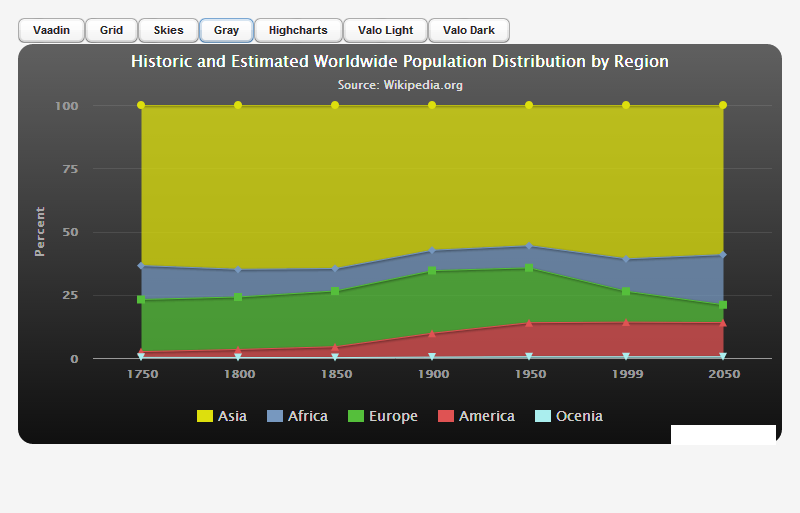 Vaadin Grid Skies Gray Highcharts Valo Light Valo Dark
Historic and Estimated Worldwide Population Distribution by Region
Source: Wikipedia.org
100
75
50
25
0
Percent
1750 1800 1850 1900 1950 1999 2050
Asia Africa Europe America Ocenia